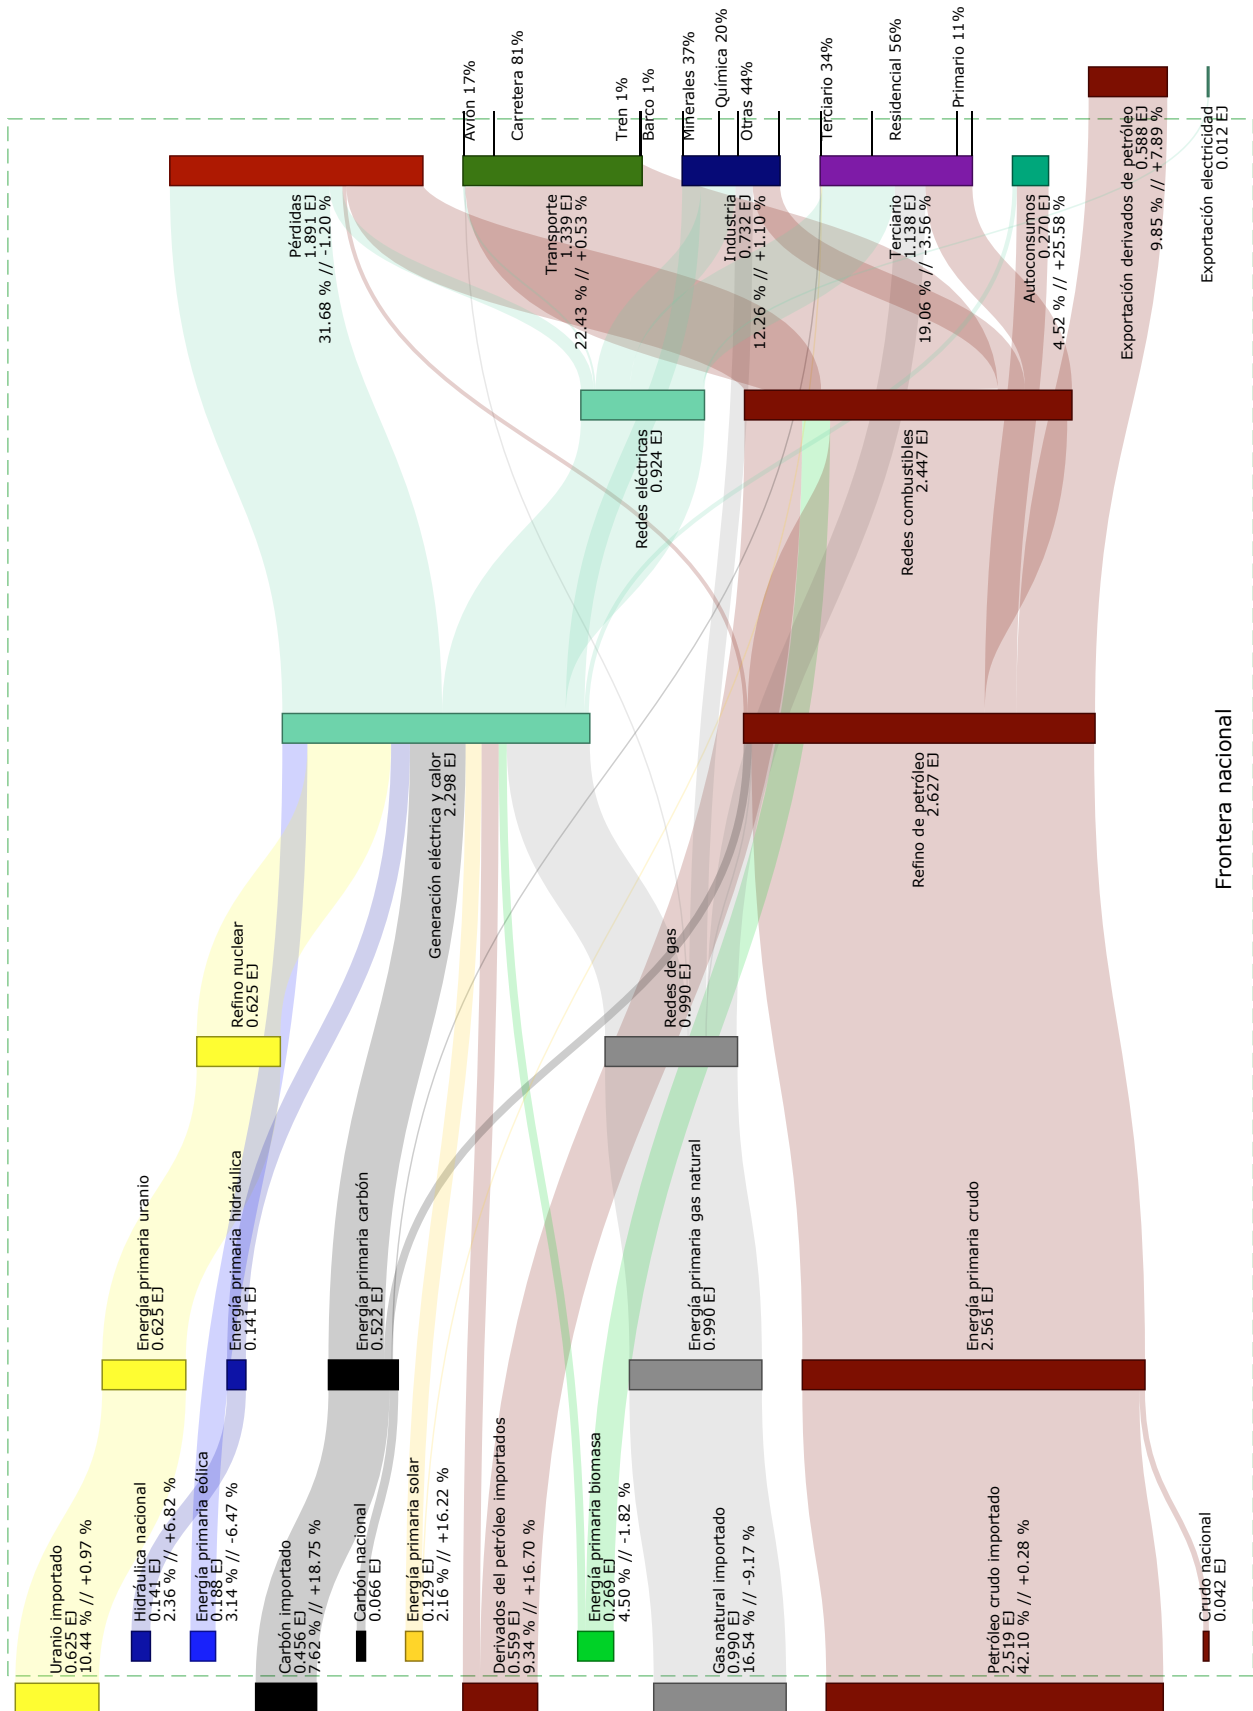 Uranio importado
0.625 EJ
10.44 % // +0.97 %
Hidráulica nacional
0.141 EJ
2.36 % // +6.82 %
Energía primaria eólica
0.188 EJ
3.14 % // -6.47 %
Carbón importado
0.456 EJ
7.62 % // +18.75 %
Carbón nacional
0.066 EJ
Energía primaria solar
0.129 EJ
2.16 % // +16.22 %
Derivados del petróleo importados
0.559 EJ
9.34 % // +16.70 %
Energía primaria biomasa
0.269 EJ
4.50 % // -1.82 %
Gas natural importado
0.990 EJ
16.54 % // -9.17 %
Petróleo crudo importado
2.519 EJ
42.10 % // +0.28 %
Crudo nacional
0.042 EJ
Energía primaria uranio
0.625 EJ
Energía primaria hidráulica
0.141 EJ
Energía primaria carbón
0.522 EJ
Energía primaria gas natural
0.990 EJ
Energía primaria crudo
2.561 EJ
Refino nuclear
0.625 EJ
Redes de gas
0.990 EJ
Generación eléctrica y calor
2.298 EJ
Refino de petróleo
2.627 EJ
Frontera nacional
Redes eléctricas
0.924 EJ
Redes combustibles
2.447 EJ
Pérdidas
1.891 EJ
31.68 % // -1.20 %
Transporte
1.339 EJ
22.43 % // +0.53 %
Industria
0.732 EJ
12.26 % // +1.10 %
Terciario
1.138 EJ
19.06 % // -3.56 %
Autoconsumos
0.270 EJ
4.52 % // +25.58 %
Exportación derivados de petróleo
0.588 EJ
9.85 % // +7.89 %
Exportación electricidad
0.012 EJ
Avión 17%
Carretera 81%
Tren 1%
Barco 1%
Minerales 37%
Química 20%
Otras 44%
Terciario 34%
Residencial 56%
Primario 11%